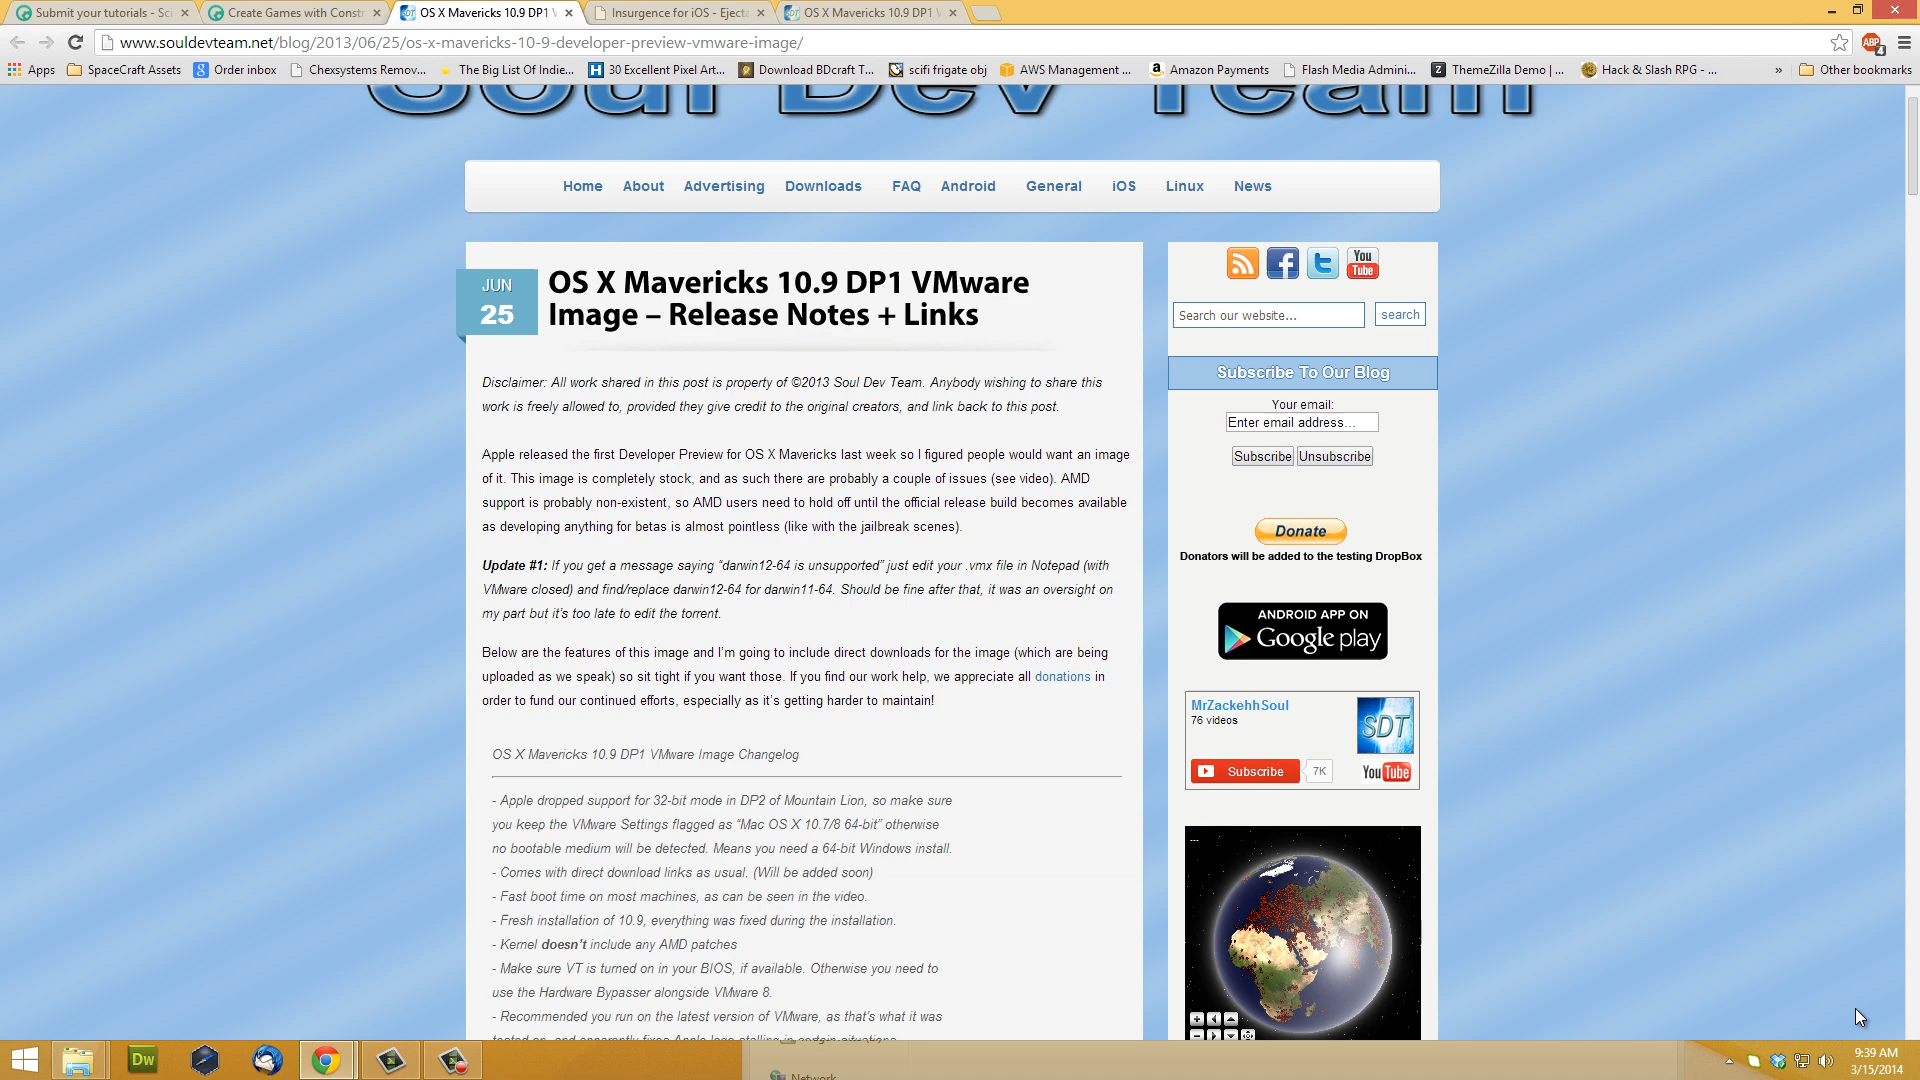 Submit your tutorials - Sci
Create Games with Constr
OS X Mavericks 10.9 DP1 V
Insurgence for iOS - Eject
OS X Mavericks 10.9 DP1 V
www.souldevteam.net/blog/2013/06/25/os-x-mavericks-10-9-developer-preview-vmware-image/
ABP
4
Apps
SpaceCraft Assets
Order inbox
Chexsystems Remov...
The Big List Of Indie...
30 Excellent Pixel Art...
Download BDcraft T...
scifi frigate obj
AWS Management ...
Amazon Payments
Flash Media Admini...
ThemeZilla Demo | ...
Hack & Slash RPG - ...
»
Other bookmarks
Soul Dev Team
Home About Advertising Downloads FAQ Android General iOS Linux News
JUN
25
OS X Mavericks 10.9 DP1 VMware
Image – Release Notes + Links
Disclaimer: All work shared in this post is property of ©2013 Soul Dev Team. Anybody wishing to share this
work is freely allowed to, provided they give credit to the original creators, and link back to this post.
Apple released the first Developer Preview for OS X Mavericks last week so I figured people would want an image
of it. This image is completely stock, and as such there are probably a couple of issues (see video). AMD
support is probably non-existent, so AMD users need to hold off until the official release build becomes available
as developing anything for betas is almost pointless (like with the jailbreak scenes).
Update #1: If you get a message saying “darwin12-64 is unsupported” just edit your .vmx file in Notepad (with
VMware closed) and find/replace darwin12-64 for darwin11-64. Should be fine after that, it was an oversight on
my part but it’s too late to edit the torrent.
Below are the features of this image and I’m going to include direct downloads for the image (which are being
uploaded as we speak) so sit tight if you want those. If you find our work help, we appreciate all donations in
order to fund our continued efforts, especially as it’s getting harder to maintain!
OS X Mavericks 10.9 DP1 VMware Image Changelog
- Apple dropped support for 32-bit mode in DP2 of Mountain Lion, so make sure
you keep the VMware Settings flagged as “Mac OS X 10.7/8 64-bit” otherwise
no bootable medium will be detected. Means you need a 64-bit Windows install.
- Comes with direct download links as usual. (Will be added soon)
- Fast boot time on most machines, as can be seen in the video.
- Fresh installation of 10.9, everything was fixed during the installation.
- Kernel doesn’t include any AMD patches
- Make sure VT is turned on in your BIOS, if available. Otherwise you need to
use the Hardware Bypasser alongside VMware 8.
- Recommended you run on the latest version of VMware, as that’s what it was
tested on, and apparently fixes Apple logo stalling in certain situations.
You
Tube
Search our website...
search
Subscribe To Our Blog
Your email:
Enter email address...
Subscribe Unsubscribe
Donate
Donators will be added to the testing DropBox
ANDROID APP ON
Google play
MrZackehhSoul
76 videos
SDT
Subscribe
7K
YouTube
Dw
Network
9:39 AM
3/15/2014